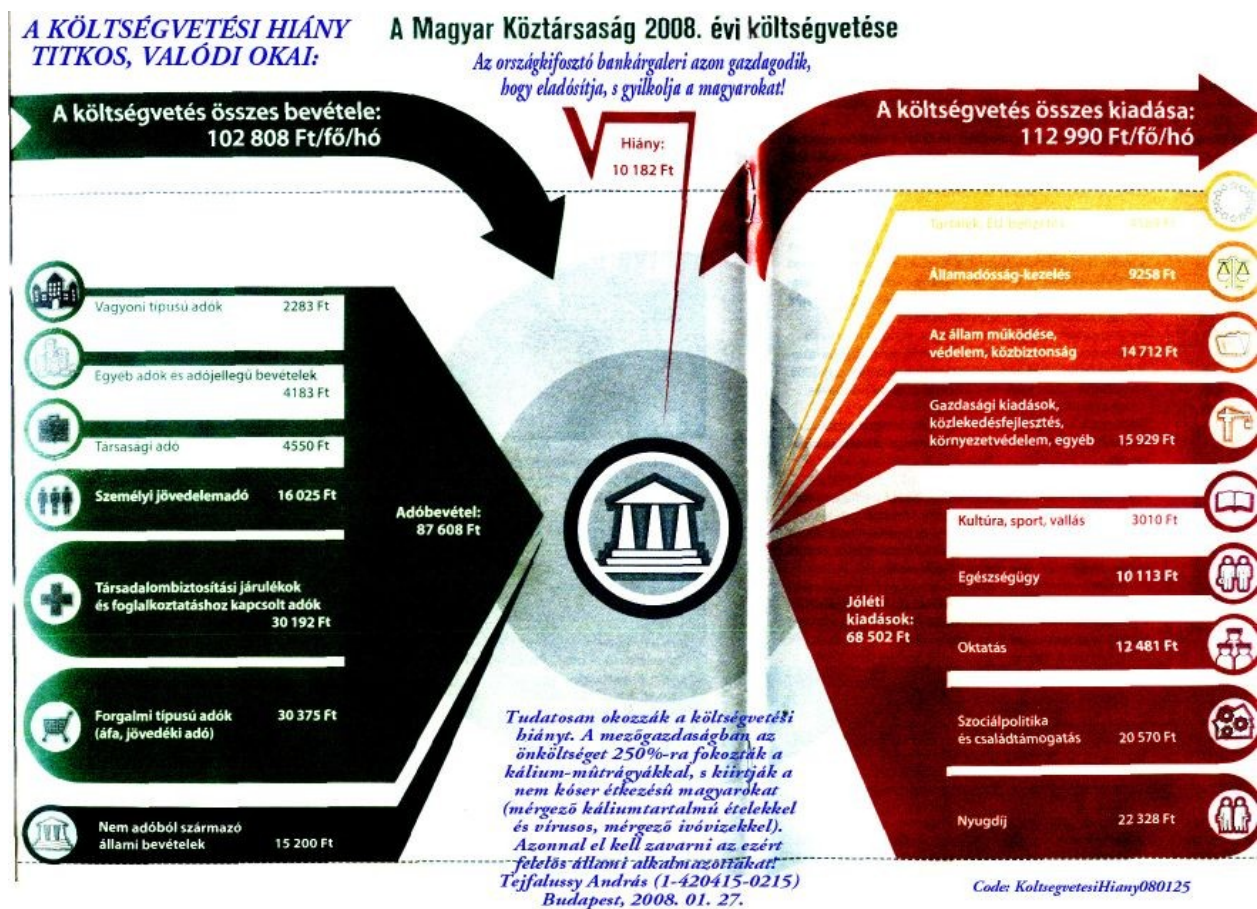 A KÖLTSÉGVETÉSI HIÁNY
TITKOS, VALÓDI OKAI:
A Magyar Köztársaság 2008. évi költségvetése
Az országkifosztó bankárgaleri azon gazdagodik,
hogy eladósítja, s gyilkolja a magyarokat!
A költségvetés összes bevétele:
102 808 Ft/fő/hó
Hiány:
10 182 Ft
A költségvetés összes kiadása:
112 990 Ft/fő/hó
Vagyoni típusú adók 2283 Ft
Egyéb adók és adójellegű bevételek
4183 Ft
Társasági adó 4550 Ft
Személyi jövedelemadó 16 025 Ft
Társadalombiztosítási járulékok
és foglalkoztatáshoz kapcsolt adók
30 192 Ft
Forgalmi típusú adók 30 375 Ft
(áfa, jövedéki adó)
Nem adóból származó
állami bevételek 15 200 Ft
Adóbevétel:
87 608 Ft
Tartalék, EU-befizetés
Államadósság-kezelés 9258 Ft
Az állam működése,
védelem, közbiztonság 14 712 Ft
Gazdasági kiadások,
közlekedésfejlesztés,
környezetvédelem, egyéb 15 929 Ft
Jóléti
kiadások:
68 502 Ft
Kultúra, sport, vallás 3010 Ft
Egészségügy 10 113 Ft
Oktatás 12 481 Ft
Szociálpolitika
és családtámogatás 20 570 Ft
Nyugdíj 22 328 Ft
Tudatosan okozzák a költségvetési
hiányt. A mezőgazdaságban az
önköltséget 250%-ra fokozták a
kálium-mûtrágyákkal, s kiirtják a
nem kóser étkezésû magyarokat
(mérgezõ káliumtartalmú ételekkel
és vírusos, mérgezõ ivóvizekkel).
Azonnal el kell zavarni az ezért
felelõs állami alkalmazottakat!
Tejfalussy András (1-420415-0215)
Budapest, 2008. 01. 27.
Code: KoltsegvetesiHiany080125